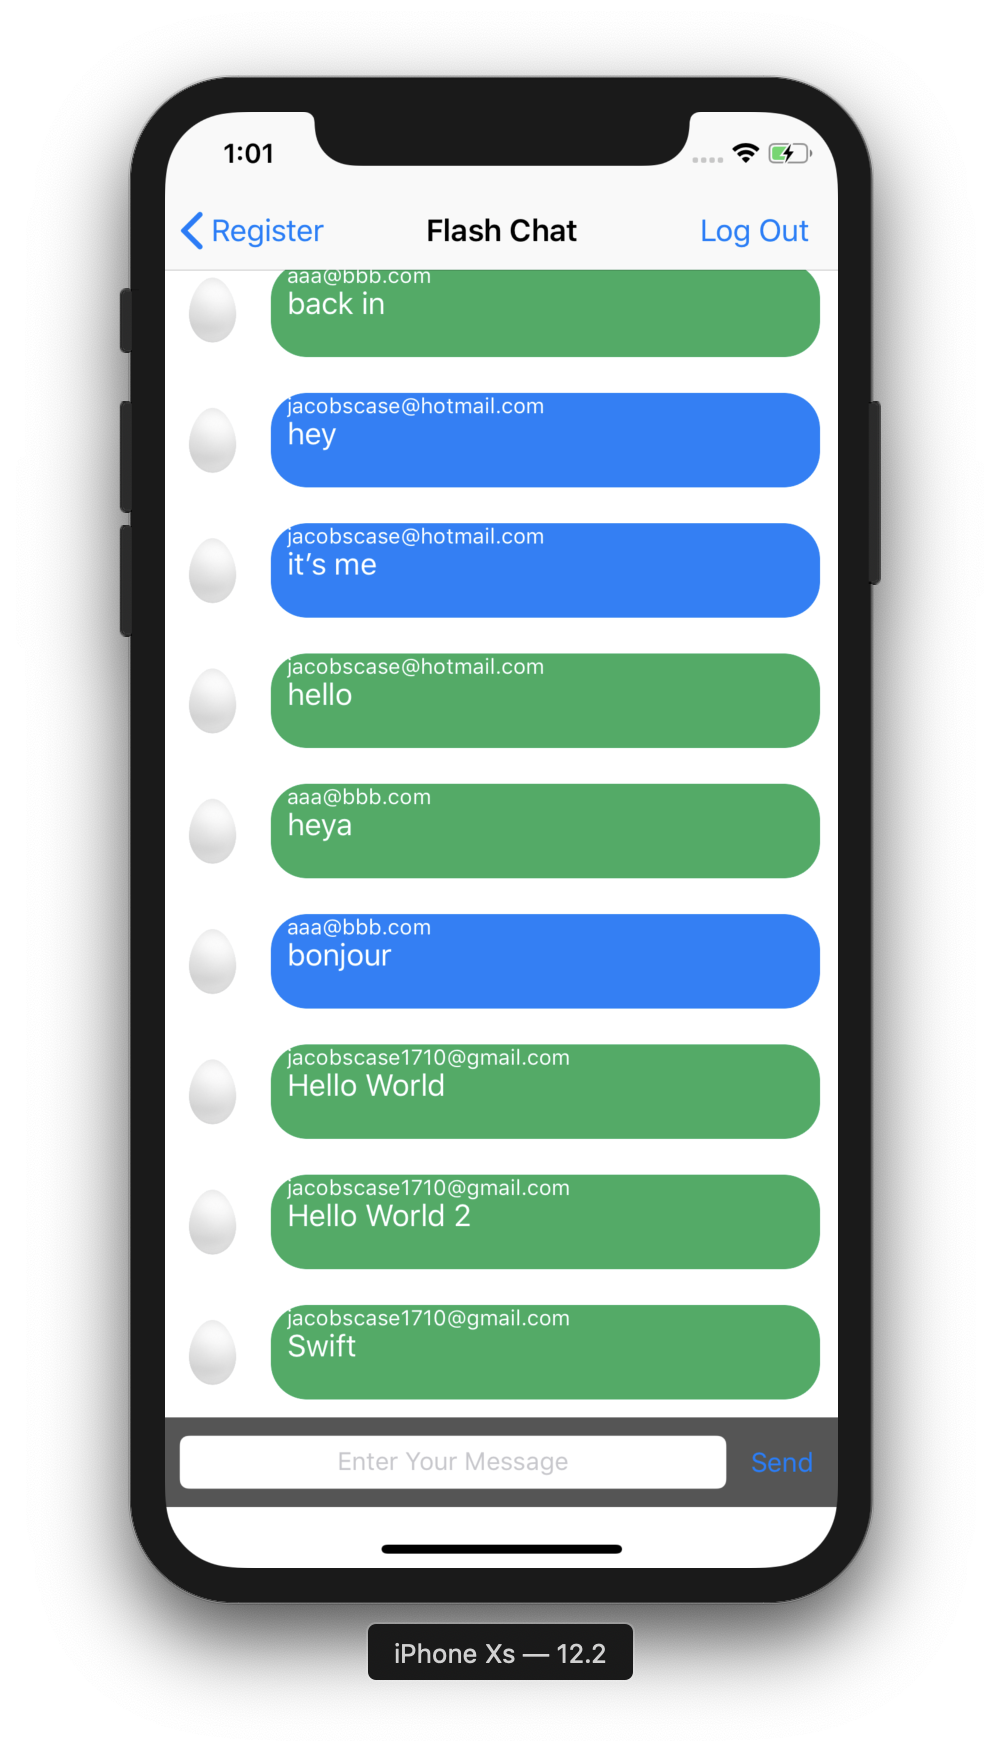 1:01
Register
Flash Chat
Log Out
aaa@bbb.com
back in
jacobscase@hotmail.com
hey
jacobscase@hotmail.com
it’s me
jacobscase@hotmail.com
hello
aaa@bbb.com
heya
aaa@bbb.com
bonjour
jacobscase1710@gmail.com
Hello World
jacobscase1710@gmail.com
Hello World 2
jacobscase1710@gmail.com
Swift
Enter Your Message
Send
iPhone Xs — 12.2